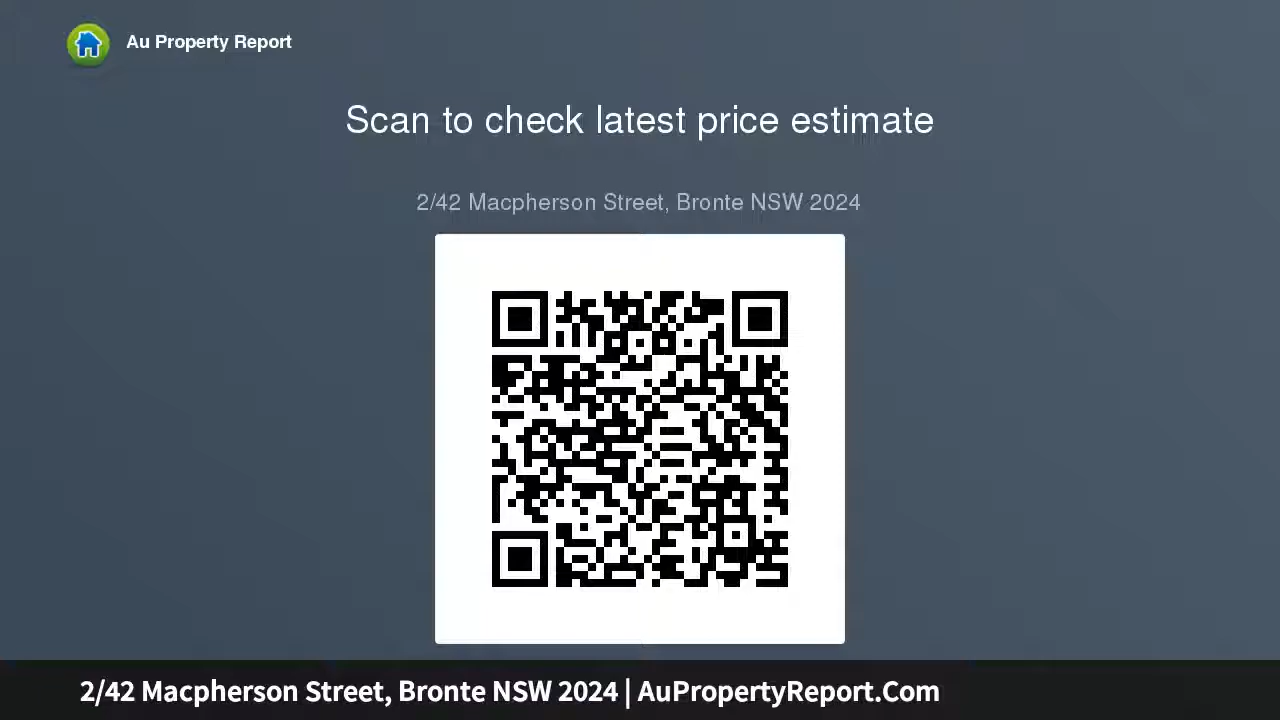 Au Property Report
Scan to check latest price estimate
2/42 Macpherson Street, Bronte NSW 2024
2/42 Macpherson Street, Bronte NSW 2024 | AuPropertyReport.Com